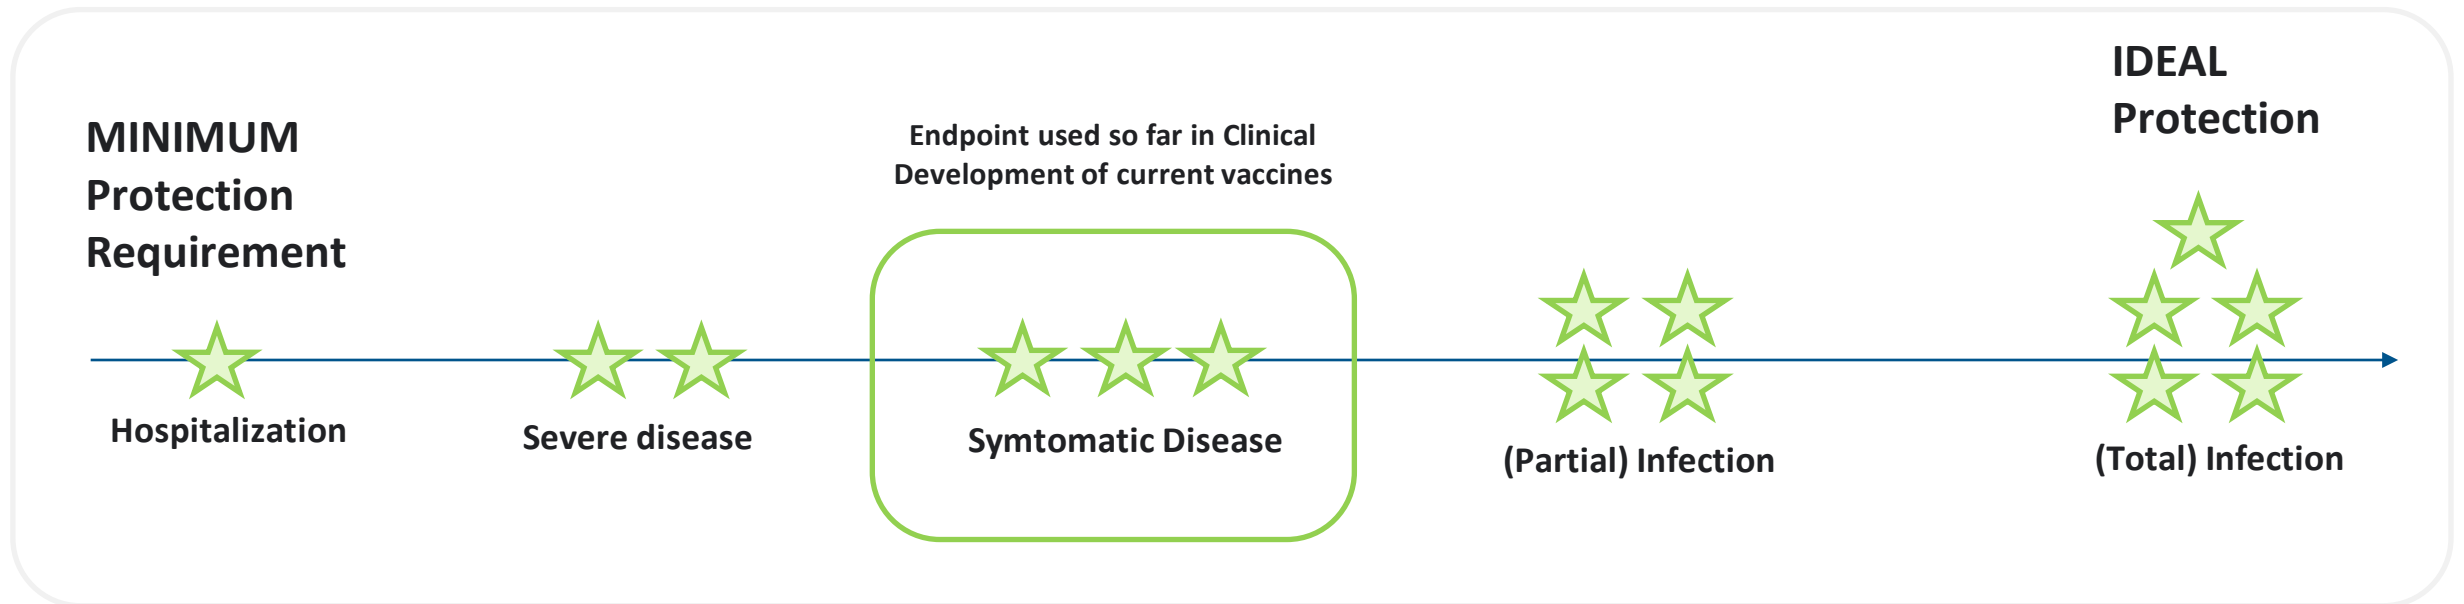 MINIMUM
Protection
Requirement
Endpoint used so far in Clinical
Development of current vaccines
IDEAL
Protection
Hospitalization
Severe disease
Symtomatic Disease
(Partial) Infection
(Total) Infection